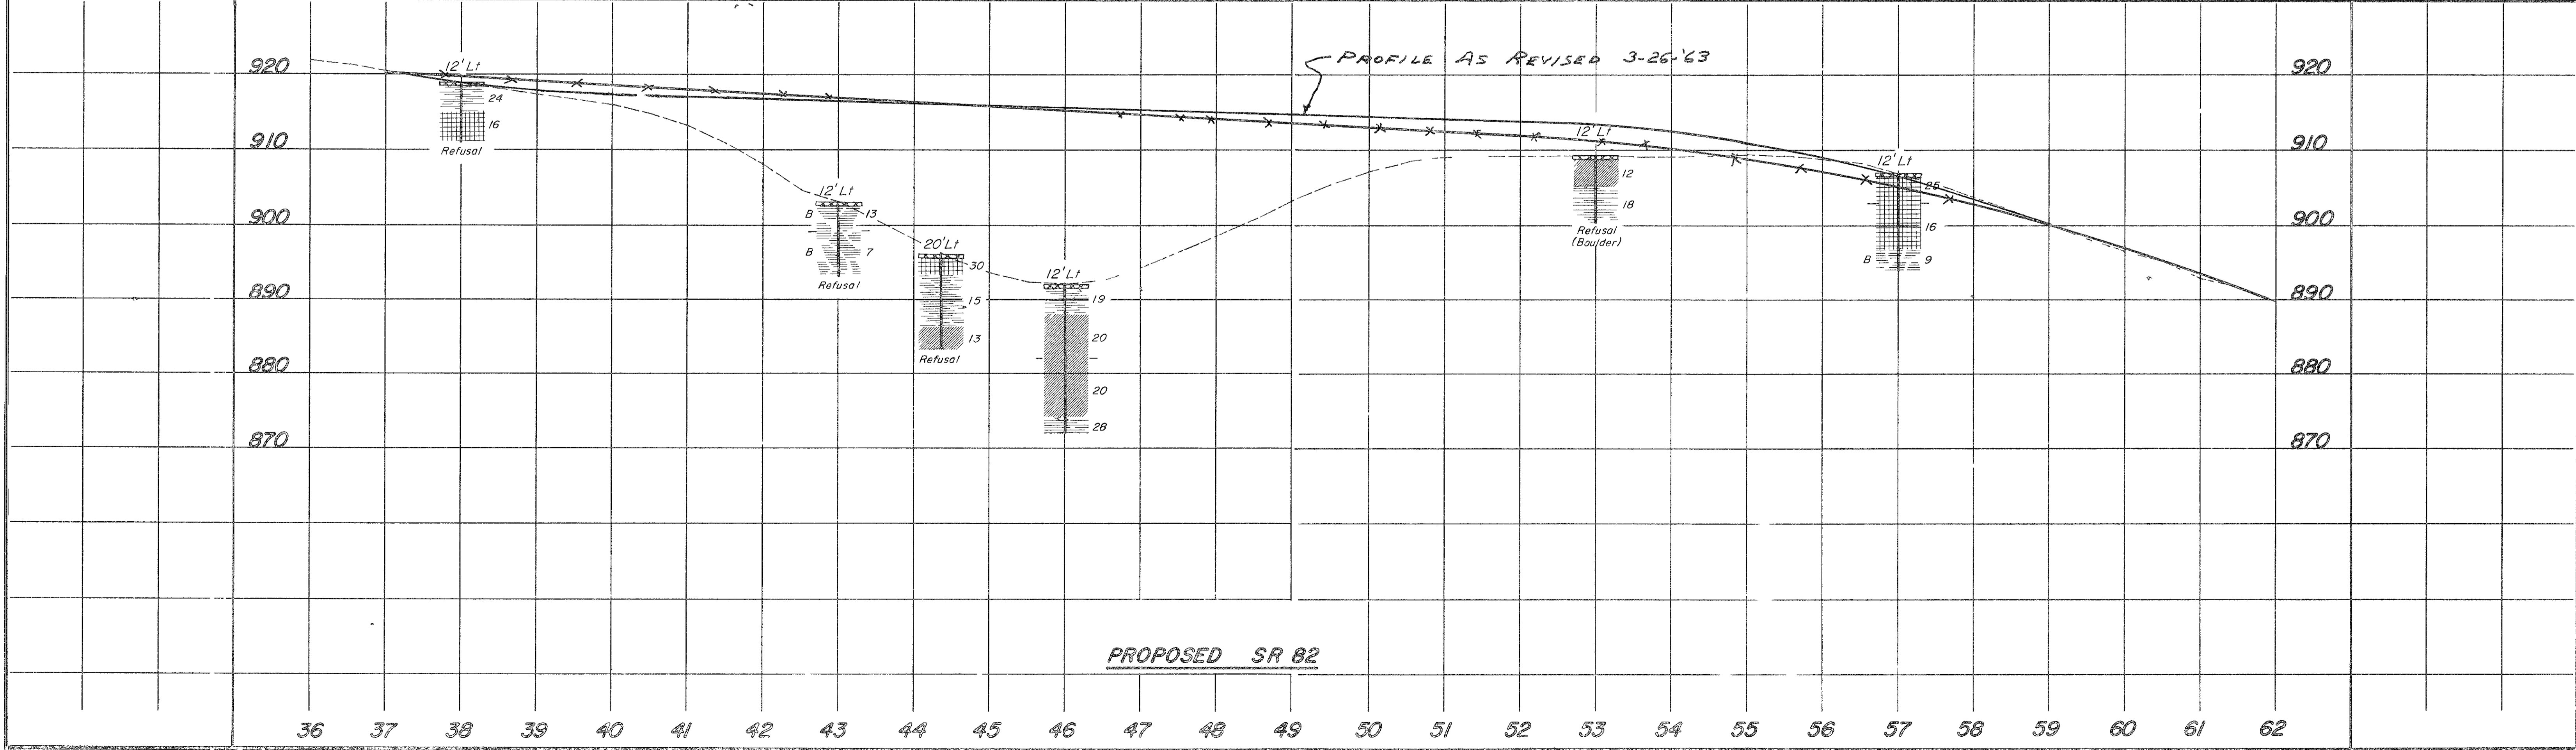 PROFILE AS REVISED 3-26-'63
920
920
12' Lt
24
16
Refusal
910
910
12' Lt
12
18
Refusal
(Boulder)
12' Lt
25
16
B 9
12' Lt
B 13
B 7
Refusal
900
900
20' Lt
30
15
13
Refusal
12' Lt
19
20
20
28
890
890
880
880
870
870
PROPOSED SR 82
36 37 38 39 40 41 42 43 44 45 46 47 48 49 50 51 52 53 54 55 56 57 58 59 60 61 62